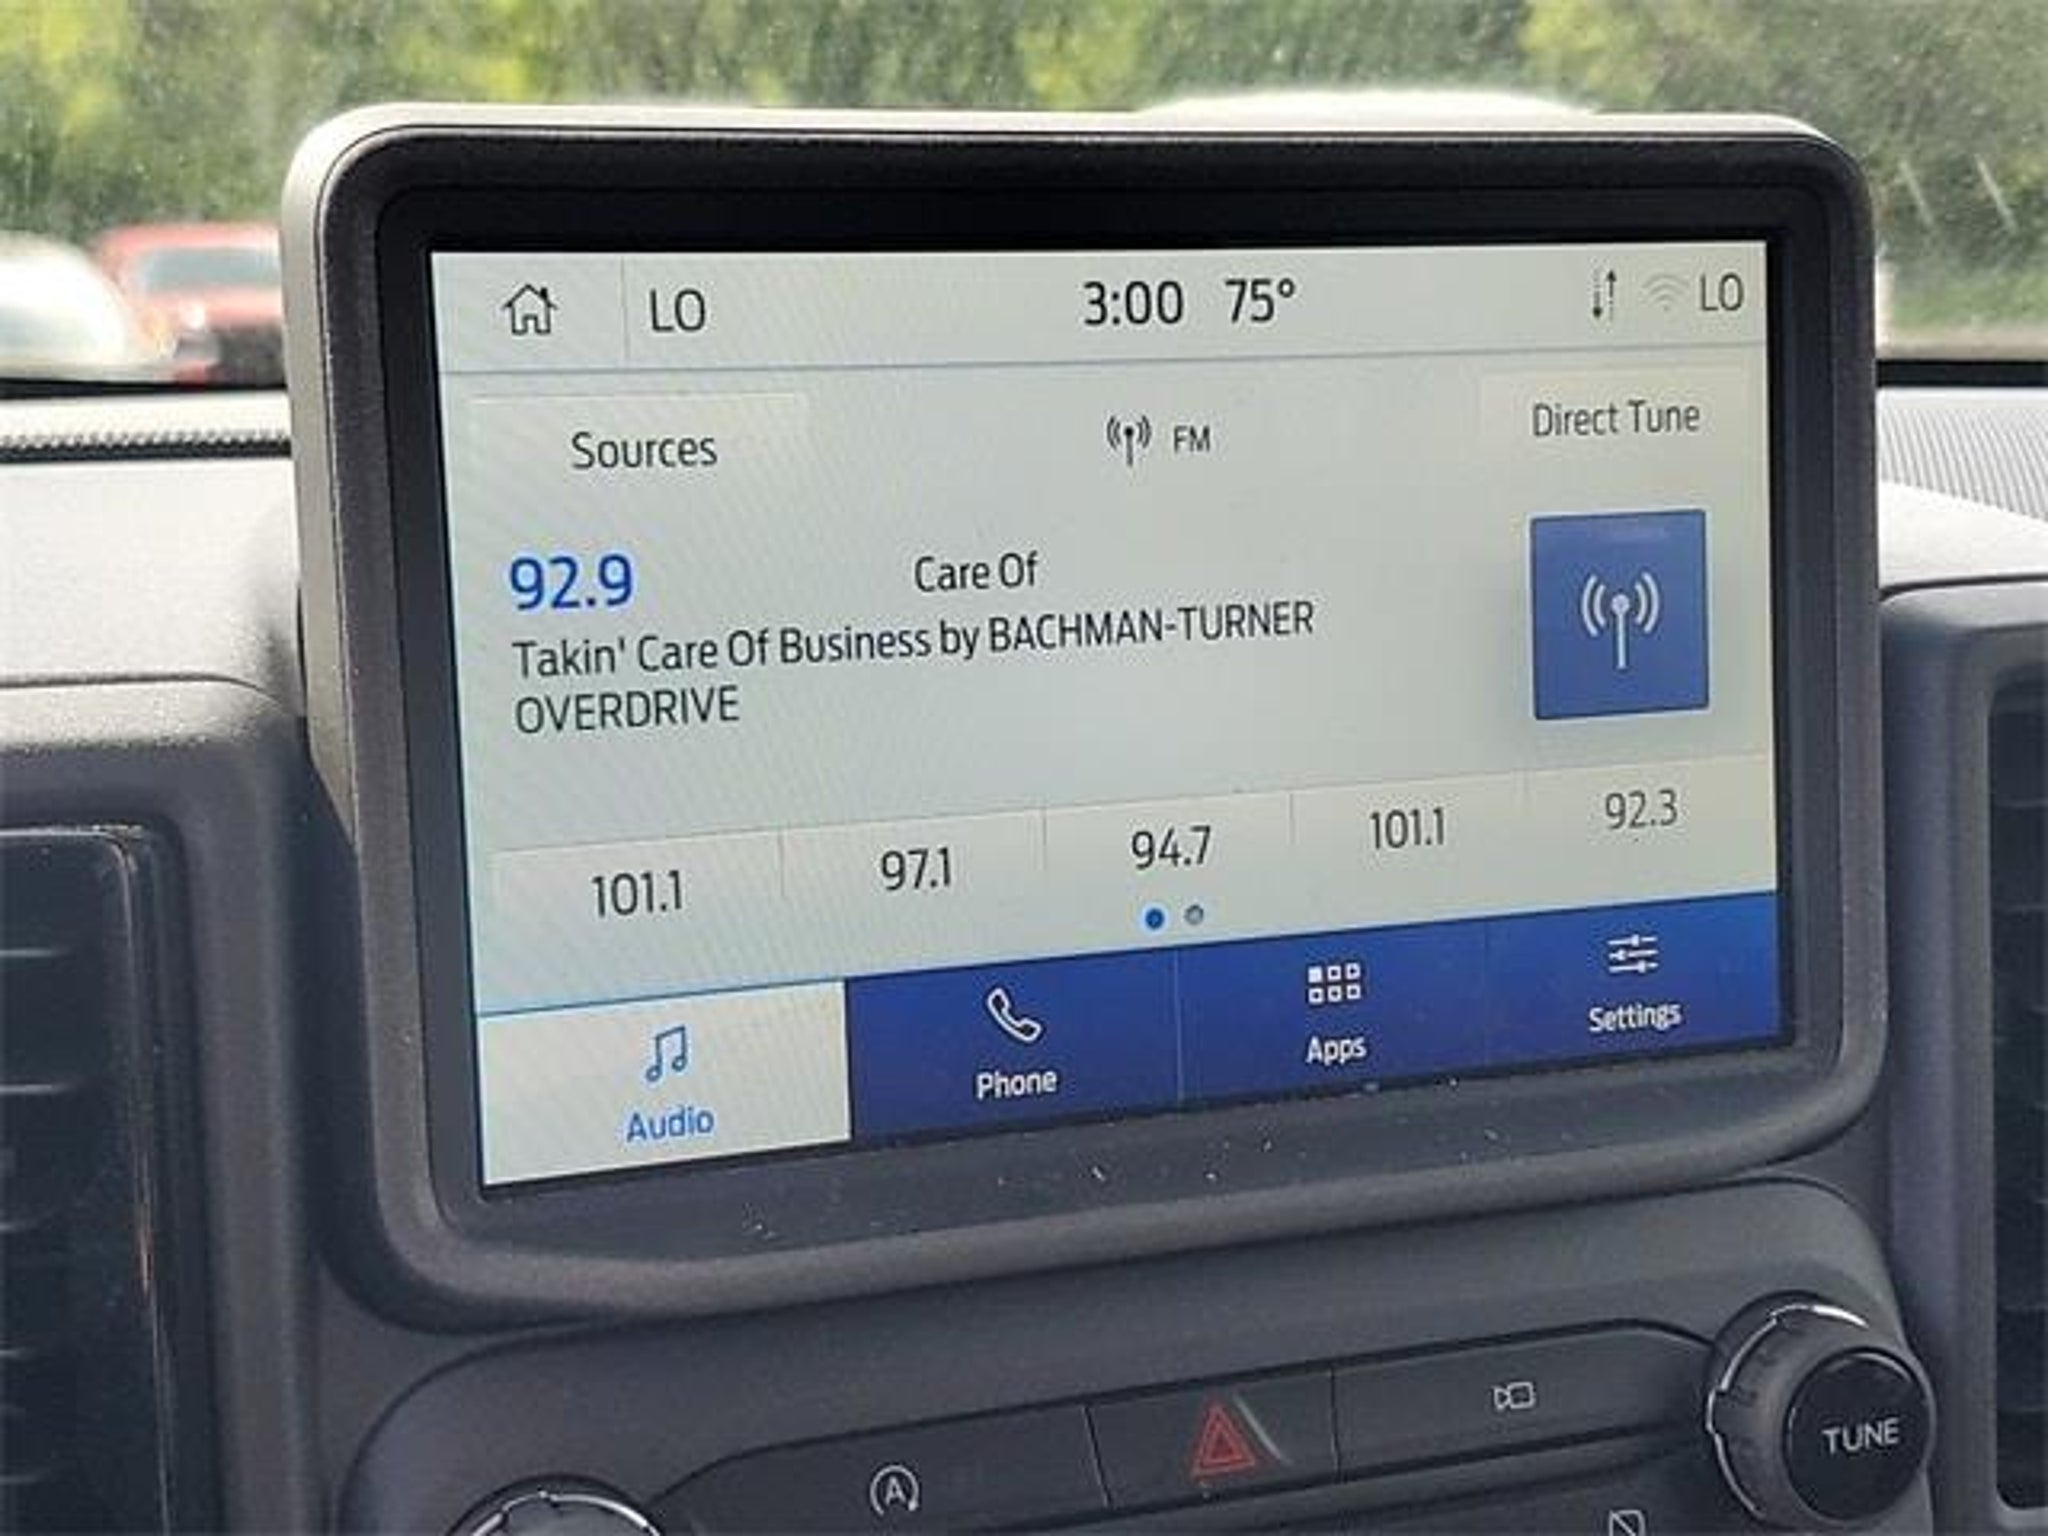 LO 3:00 75° LO
Sources FM Direct Tune
92.9 Care Of
Takin' Care Of Business by BACHMAN-TURNER
OVERDRIVE
101.1 97.1 94.7 101.1 92.3
Audio Phone Apps Settings
A
TUNE